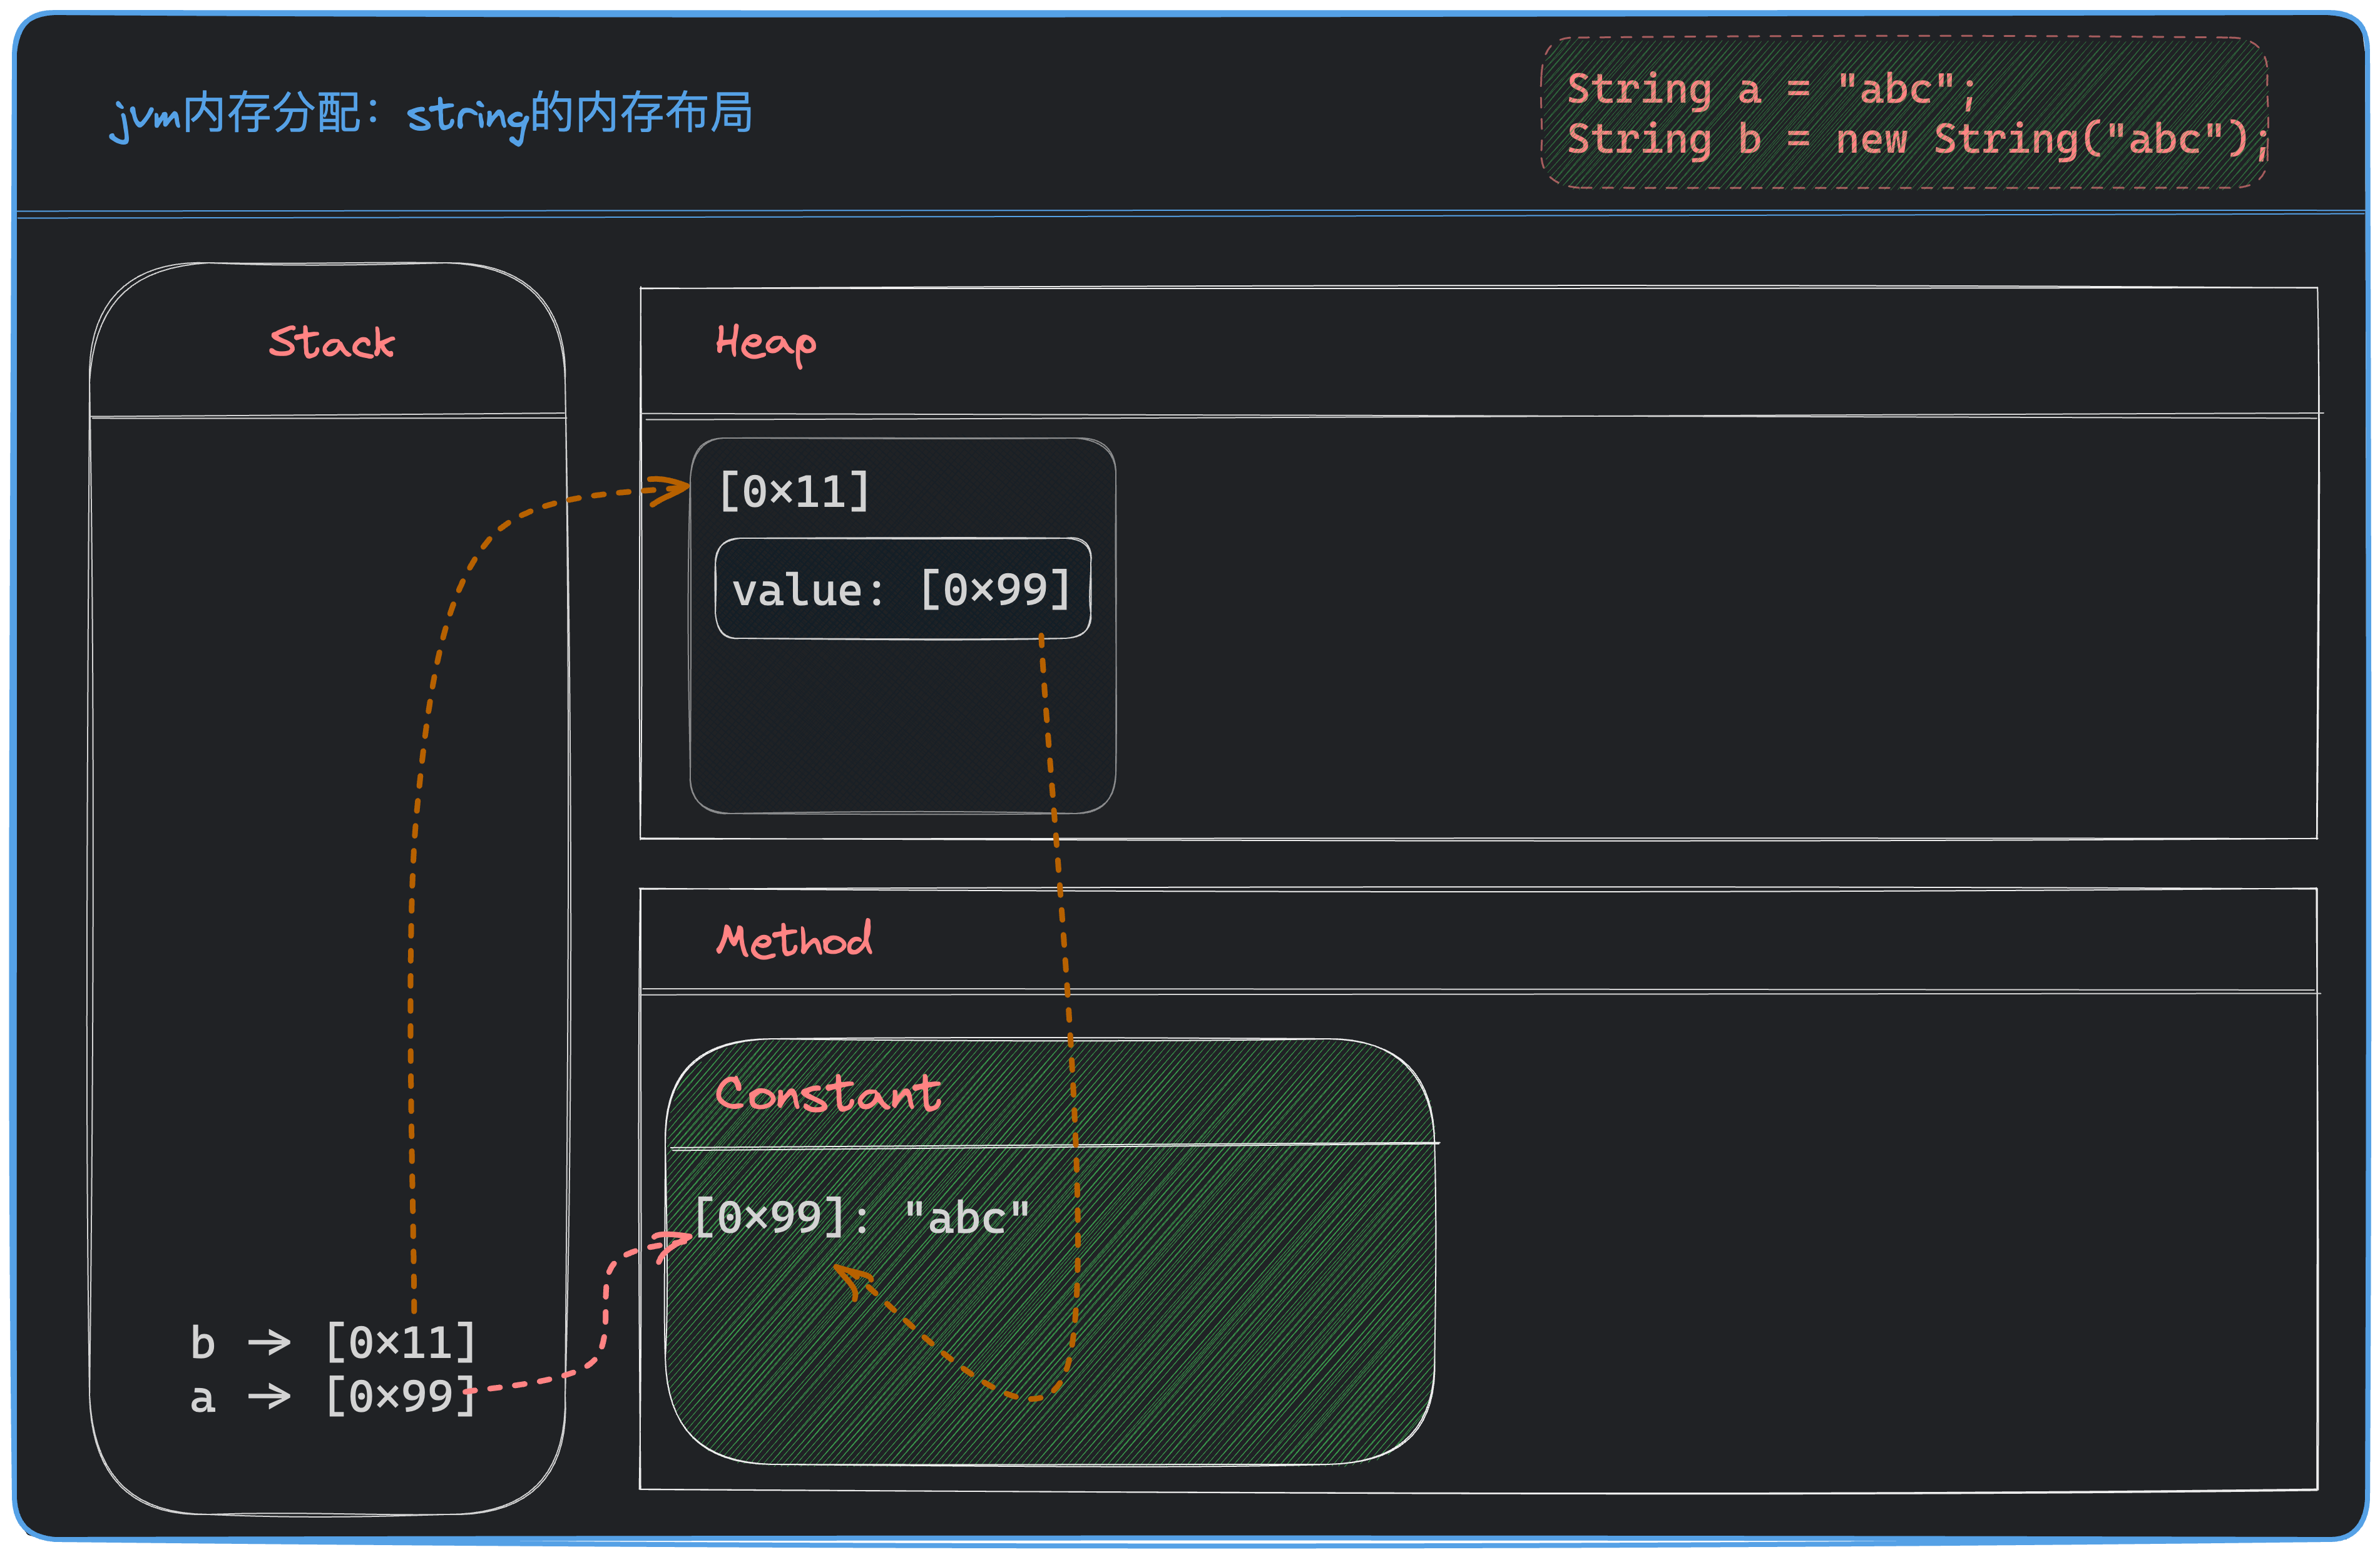 jvm内存分配：string的内存布局
String a = "abc";
String b = new String("abc");
Stack
Heap
[0×11]
value: [0×99]
Method
Constant
[0×99]: "abc"
b -> [0×11]
a -> [0×99]